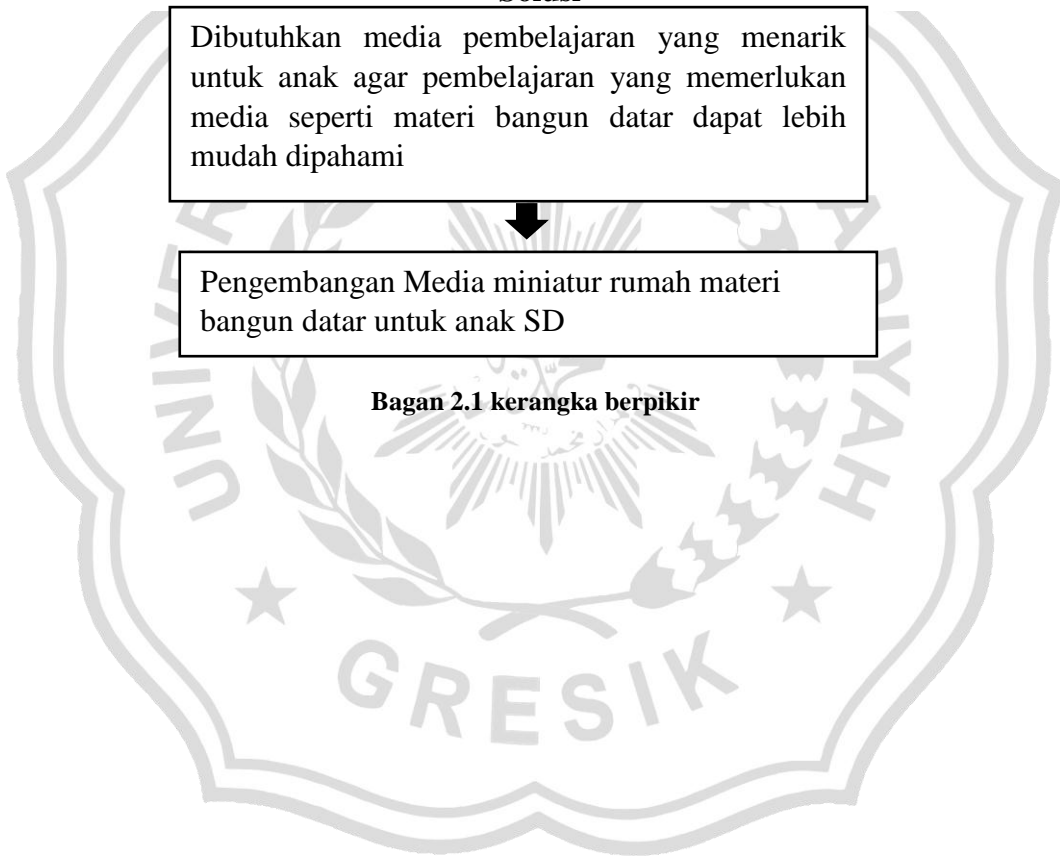 Solusi
Dibutuhkan media pembelajaran yang menarik
untuk anak agar pembelajaran yang memerlukan
media seperti materi bangun datar dapat lebih
mudah dipahami
Pengembangan Media miniatur rumah materi
bangun datar untuk anak SD
Bagan 2.1 kerangka berpikir
GRESIK